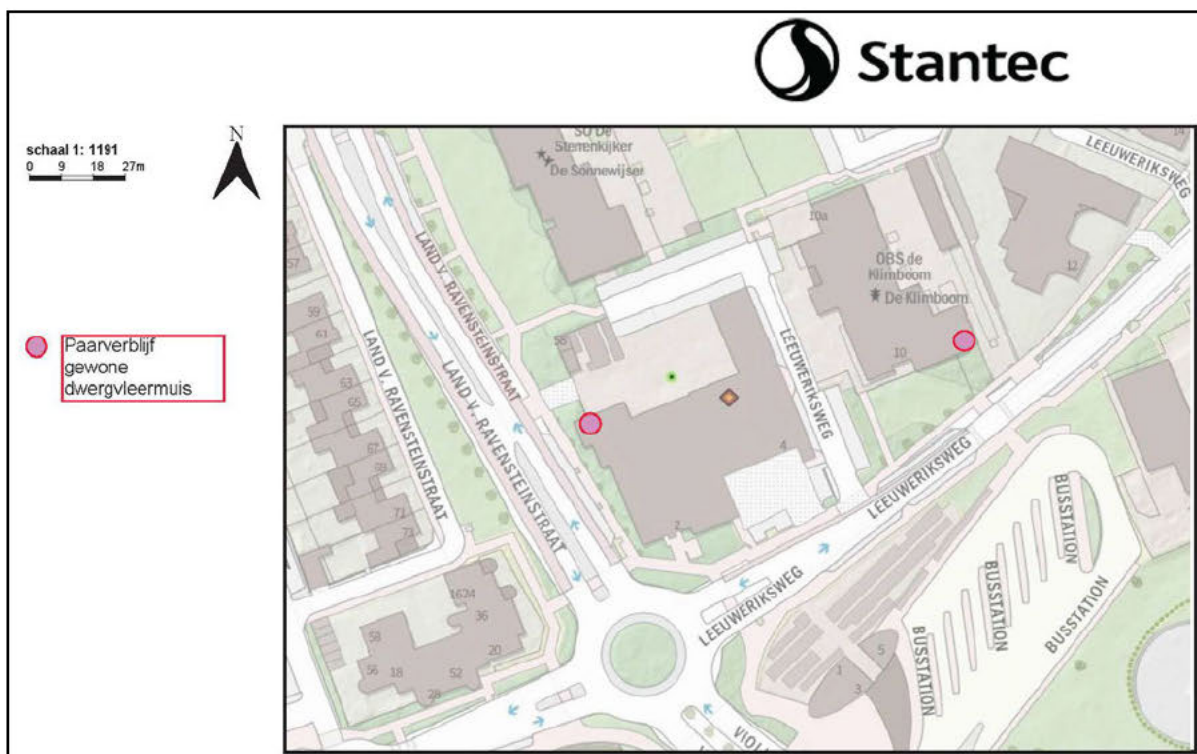 Stantec
schaal 1: 1191
0 9 18 27m
N
Paarverblijf
gewone
dwergvleermuis
SO De
Sterrenkijker
De Sonnewijser
LEEUWERIKSWEG
14
10a
OBS de
Klimboom
De Klimboom
12
10
57
59
61
63
65
67
69
71
73
LAND V. RAVENSTEINSTRAAT
LAND V. RAVENSTEINSTRAAT
LAND V. RAVENSTEINSTRAAT
LEEUWERIKSWEG
4
2
LEEUWERIKSWEG
LEEUWERIKSWEG
BUSSTATION
BUSSTATION
BUSSTATION
BUSSTATION
1624
36
58
20
56
18
52
28
5
1
3
VIOL